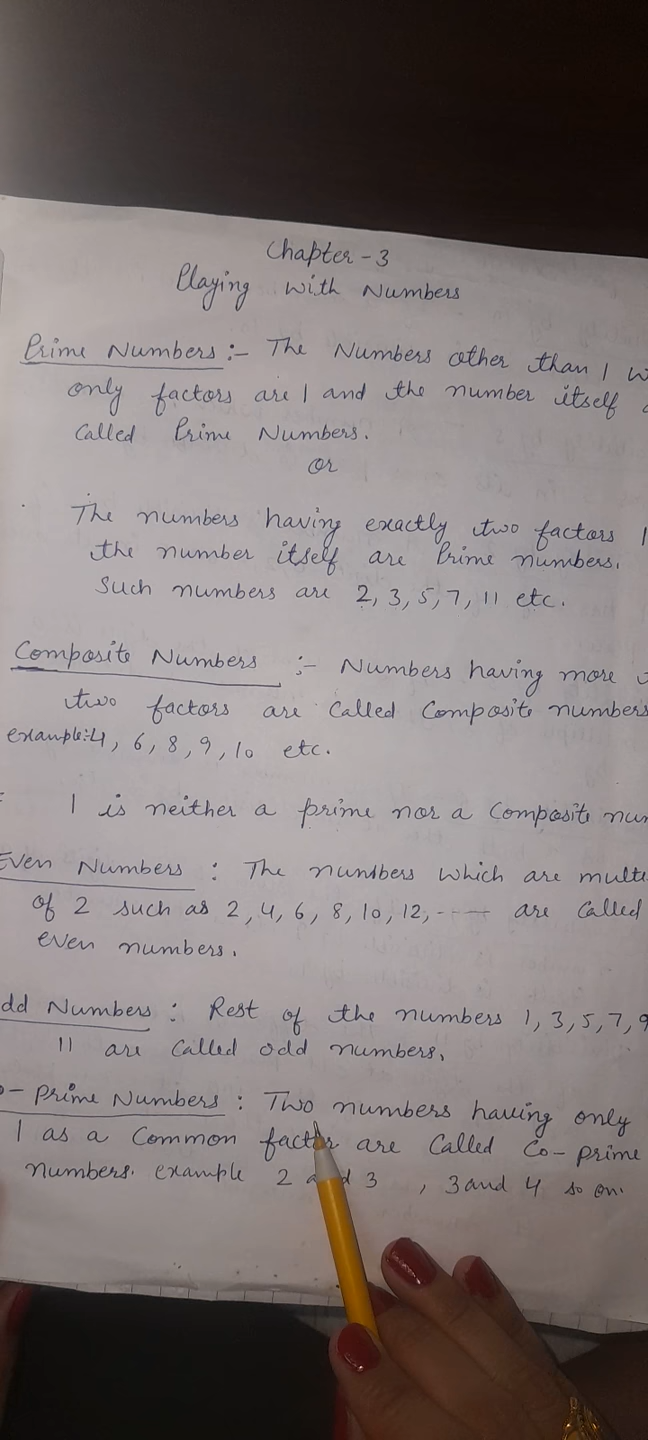 Chapter - 3
Playing with Numbers
Prime Numbers :- The Numbers other than 1 w
only factors are 1 and the number itself
called Prime Numbers.
or
The numbers having exactly two factors 1
the number itself are Prime numbers.
Such numbers are 2, 3, 5, 7, 11 etc.
Composite Numbers :- Numbers having more
two factors are called Composite numbers
example:- 4, 6, 8, 9, 10 etc.
1 is neither a prime nor a Composite num
Even Numbers : The numbers which are multi
of 2 such as 2, 4, 6, 8, 10, 12, ---- are called
even numbers.
dd Numbers : Rest of the numbers 1, 3, 5, 7, 9
11 are called odd numbers.
o-prime Numbers : Two numbers having only
1 as a Common factor are called Co-prime
numbers. example 2 and 3 , 3 and 4 so on.